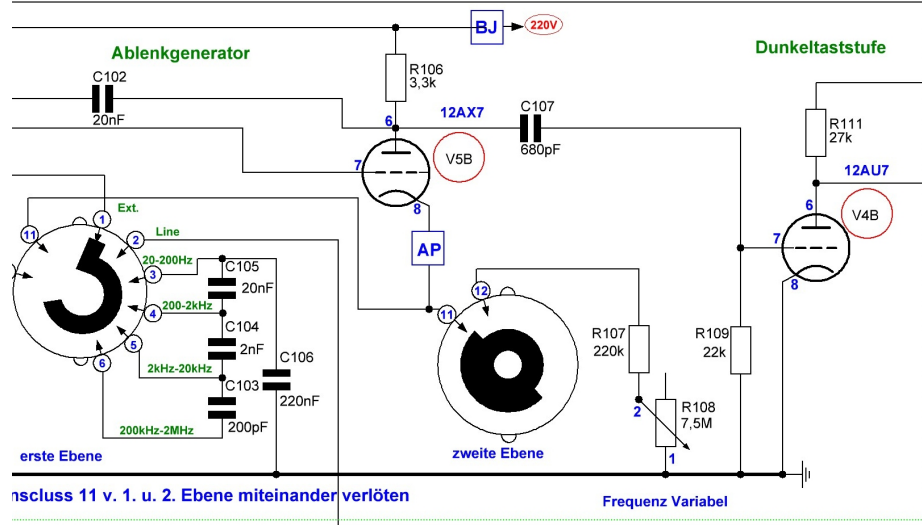 BJ
220V
Ablenkgenerator
Dunkeltaststufe
C102
20nF
R106
3,3k
6
12AX7
C107
680pF
R111
27k
7
V5B
12AU7
8
6
V4B
Ext.
1
11
2
Line
AP
7
8
20-200Hz
3
C105
20nF
12
200-2kHz
4
C104
2nF
11
R107
220k
R109
22k
5
2kHz-20kHz
C106
220nF
6
C103
200pF
2
R108
7,5M
200kHz-2MHz
1
erste Ebene
zweite Ebene
nscluss 11 v. 1. u. 2. Ebene miteinander verlöten
Frequenz Variabel